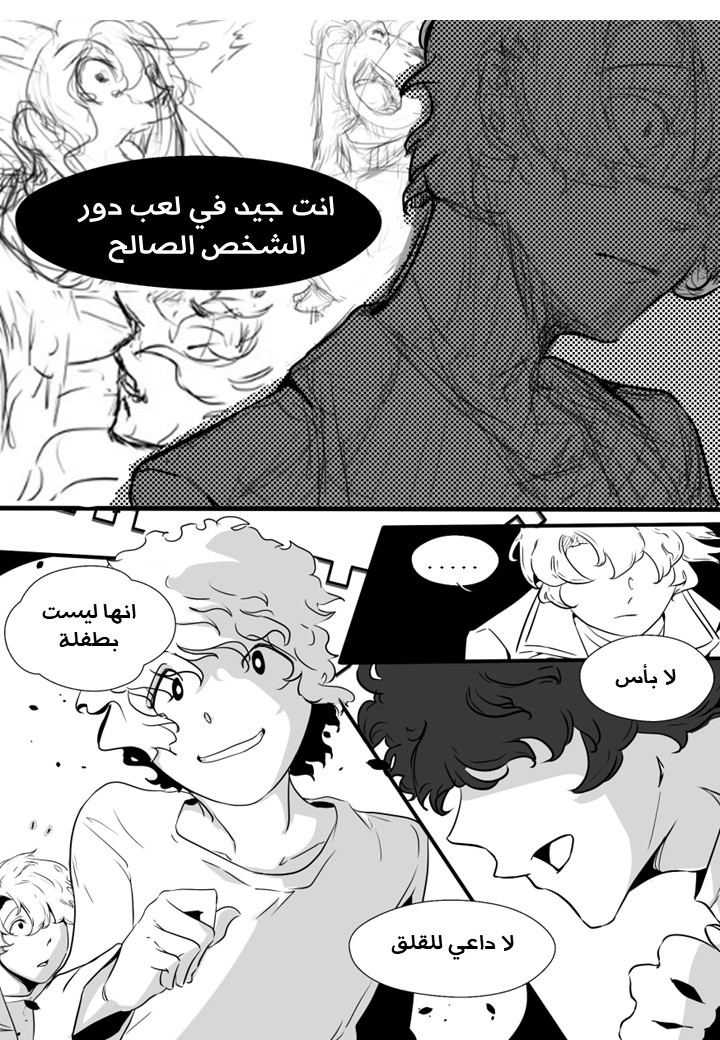 انت جيد في لعب دور
الشخص الصالح
.....
انها ليست
بطفلة
لا بأس
لا داعي للقلق